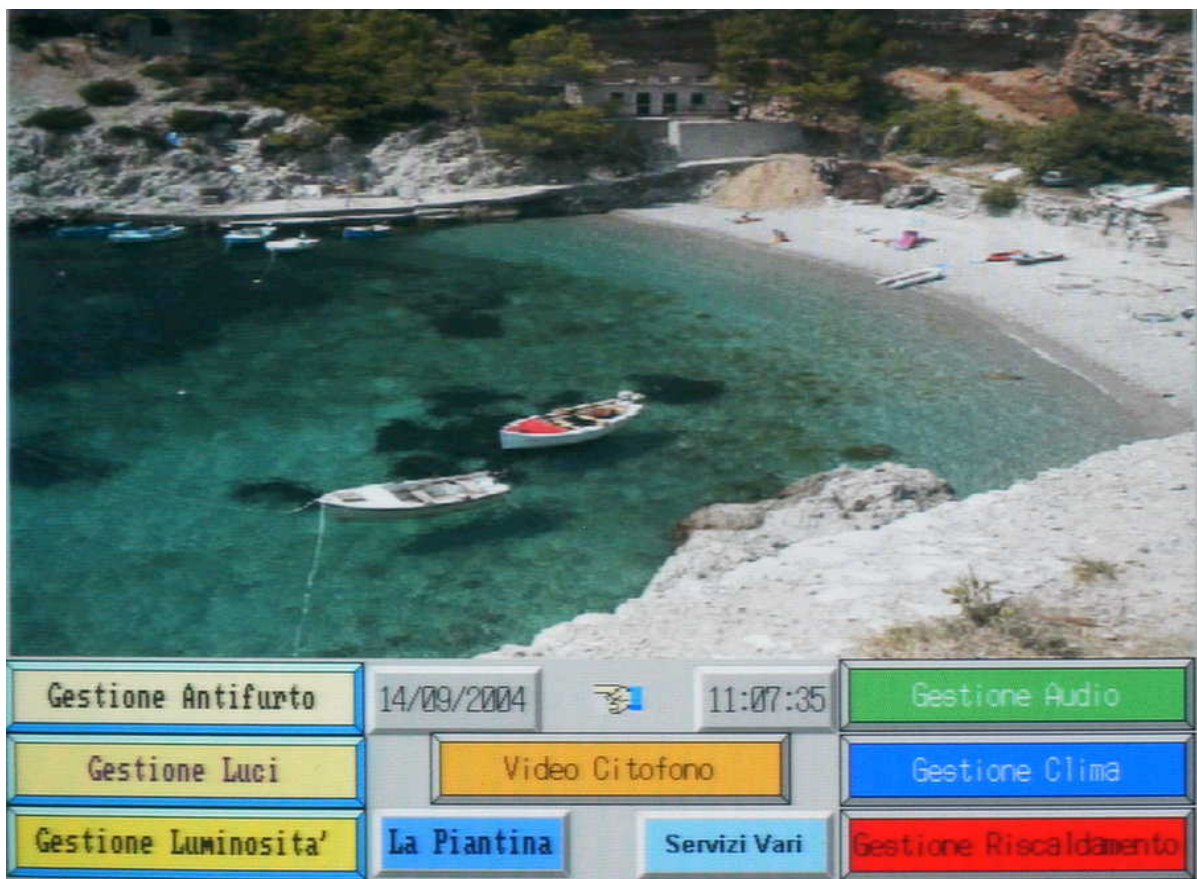 Gestione Antifurto
14/09/2004
11:07:35
Gestione Audio
Gestione Luci
Video Citofono
Gestione Clima
Gestione Luminosita'
La Piantina
Servizi Vari
Gestione Riscaldamento